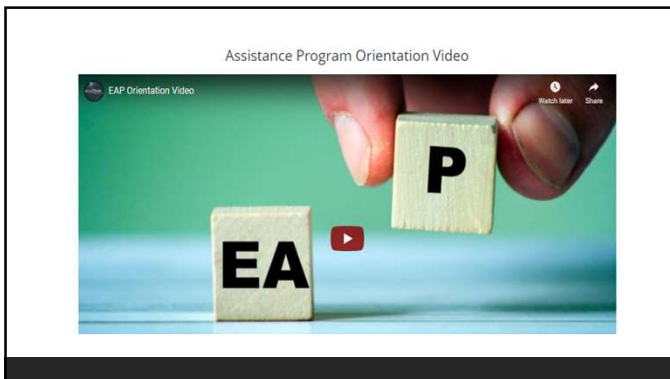 Assistance Program Orientation Video
EAP Orientation Video
Watch later
Share
P
EA